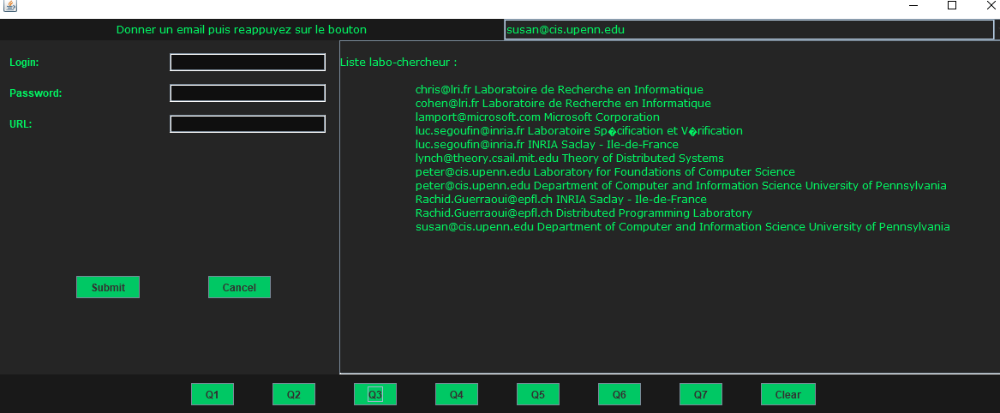 Donner un email puis reappuyez sur le bouton
susan@cis.upenn.edu
Login:
Password:
URL:
Submit
Cancel
Liste labo-chercheur :
chris@lri.fr Laboratoire de Recherche en Informatique
cohen@lri.fr Laboratoire de Recherche en Informatique
lamport@microsoft.com Microsoft Corporation
luc.segoufin@inria.fr Laboratoire Sp�cification et V�rification
luc.segoufin@inria.fr INRIA Saclay - Ile-de-France
lynch@theory.csail.mit.edu Theory of Distributed Systems
peter@cis.upenn.edu Laboratory for Foundations of Computer Science
peter@cis.upenn.edu Department of Computer and Information Science University of Pennsylvania
Rachid.Guerraoui@epfl.ch INRIA Saclay - Ile-de-France
Rachid.Guerraoui@epfl.ch Distributed Programming Laboratory
susan@cis.upenn.edu Department of Computer and Information Science University of Pennsylvania
Q1 Q2 Q3 Q4 Q5 Q6 Q7 Clear